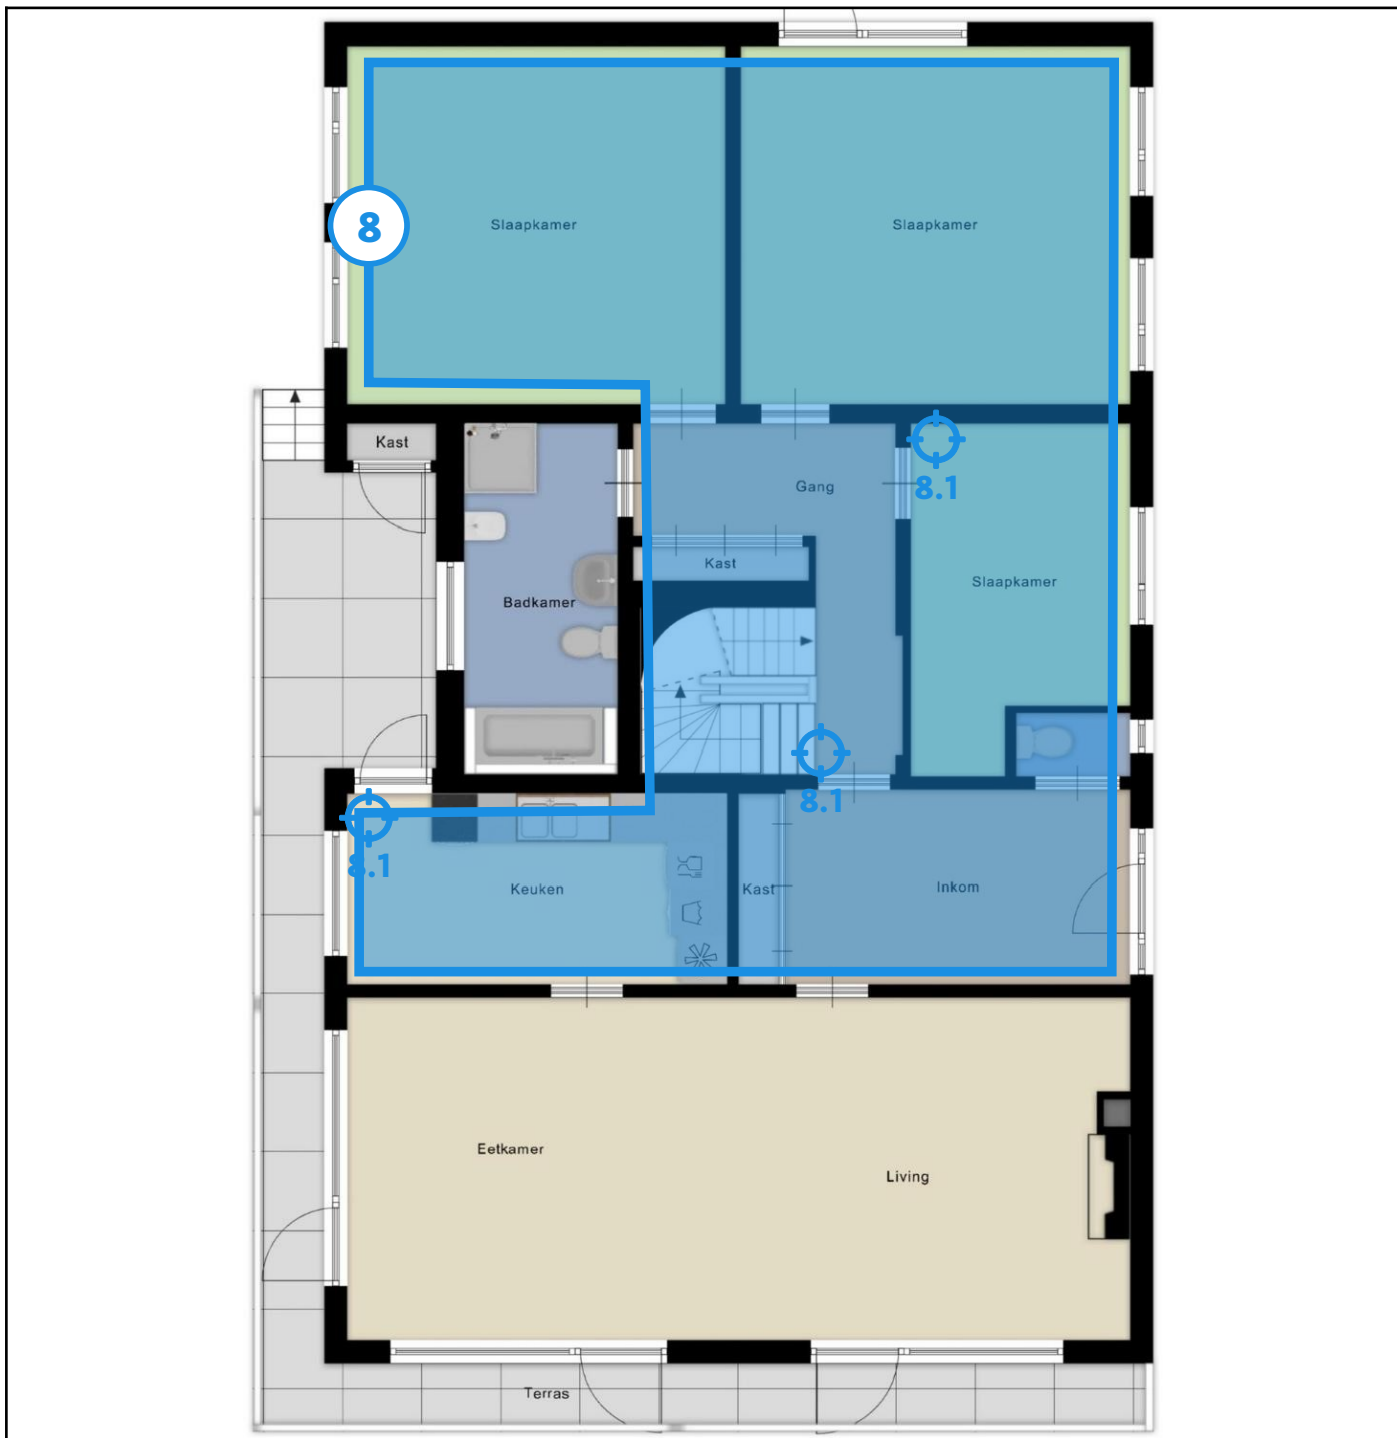 8
Slaapkamer
Slaapkamer
Kast
8.1
Gang
Kast
Slaapkamer
Badkamer
8.1
8.1
Keuken
Kast
Inkom
Eetkamer
Living
Terras